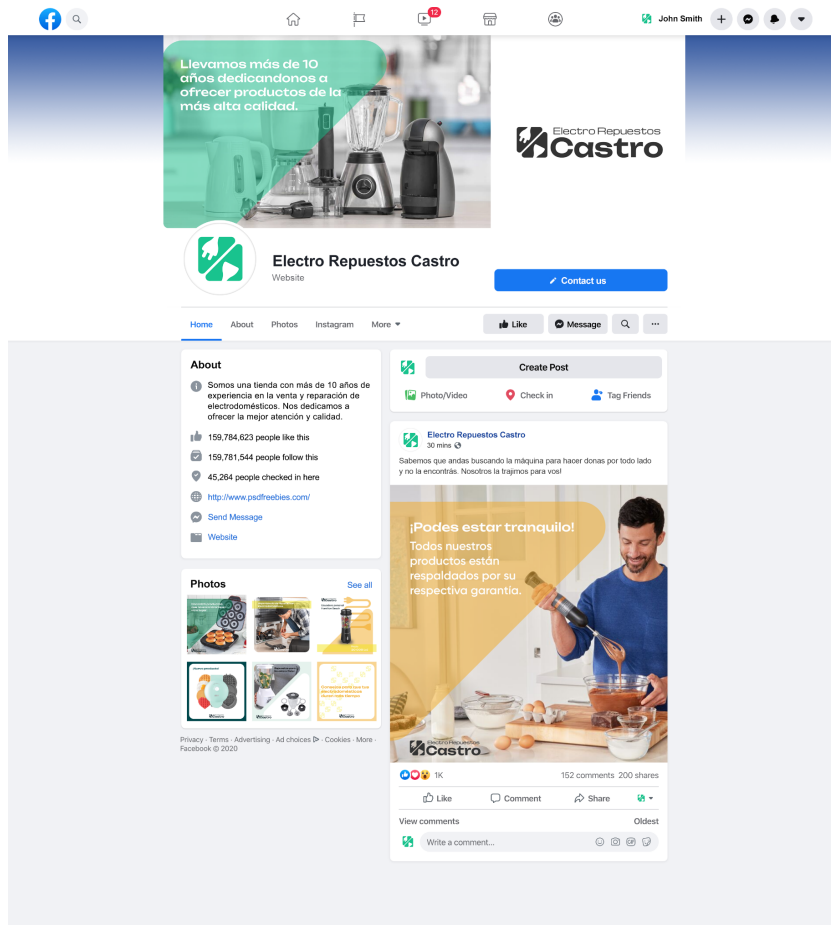 12
John Smith
Llevamos más de 10
años dedicandonos a
ofrecer productos de la
más alta calidad.
Electro Repuestos
Castro
Electro Repuestos Castro
Website
Contact us
Home About Photos Instagram More
Like Message
About
Somos una tienda con más de 10 años de
experiencia en la venta y reparación de
electrodomésticos. Nos dedicamos a
ofrecer la mejor atención y calidad.
159,784,623 people like this
159,781,544 people follow this
45,264 people checked in here
http://www.psdfreebies.com/
Send Message
Website
Photos See all
Privacy · Terms · Advertising · Ad choices · Cookies · More ·
Facebook © 2020
Create Post
Photo/Video Check in Tag Friends
Electro Repuestos Castro
30 mins
Sabemos que andas buscando la máquina para hacer donas por todo lado
y no la encontrás. Nosotros la trajimos para vos!
¡Podes estar tranquilo!
Todos nuestros
productos están
respaldados por su
respectiva garantía.
Electro Repuestos
Castro
1K 152 comments 200 shares
Like Comment Share
View comments Oldest
Write a comment...